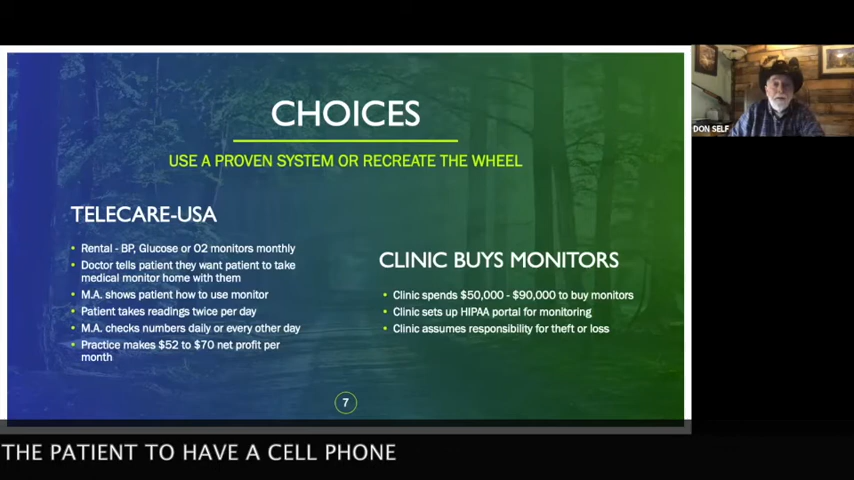 CHOICES
USE A PROVEN SYSTEM OR RECREATE THE WHEEL
TELECARE-USA
• Rental - BP, Glucose or O2 monitors monthly
• Doctor tells patient they want patient to take
medical monitor home with them
• M.A. shows patient how to use monitor
• Patient takes readings twice per day
• M.A. checks numbers daily or every other day
• Practice makes $52 to $70 net profit per
month
CLINIC BUYS MONITORS
• Clinic spends $50,000 - $90,000 to buy monitors
• Clinic sets up HIPAA portal for monitoring
• Clinic assumes responsibility for theft or loss
7
DON SELF
THE PATIENT TO HAVE A CELL PHONE